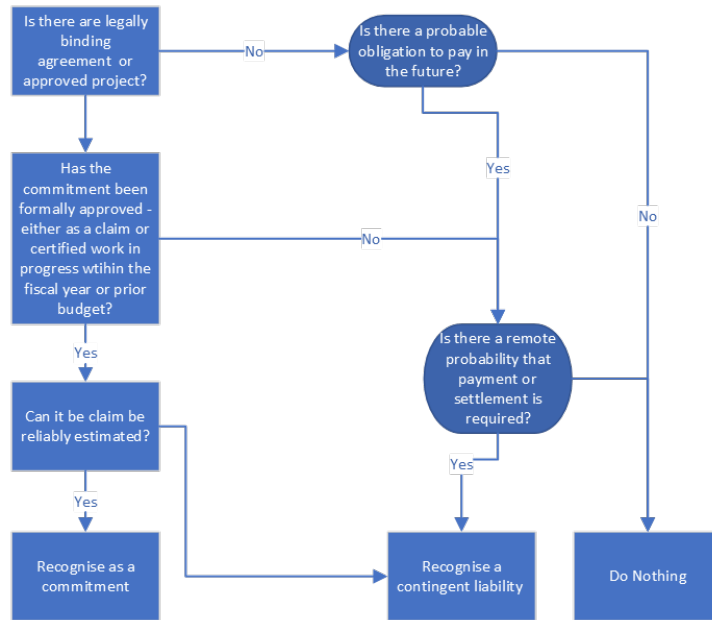 Is there are legally
binding
agreement or
approved project?
No
Is there a probable
obligation to pay in
the future?
Has the
commitment been
formally approved -
either as a claim or
certified work in
progress wtihin the
fiscal year or prior
budget?
Yes
No
No
Is there a remote
probability that
payment or
settlement is
required?
Yes
Can it be claim be
reliably estimated?
Yes
Yes
Recognise as a
commitment
Recognise a
contingent liability
Do Nothing